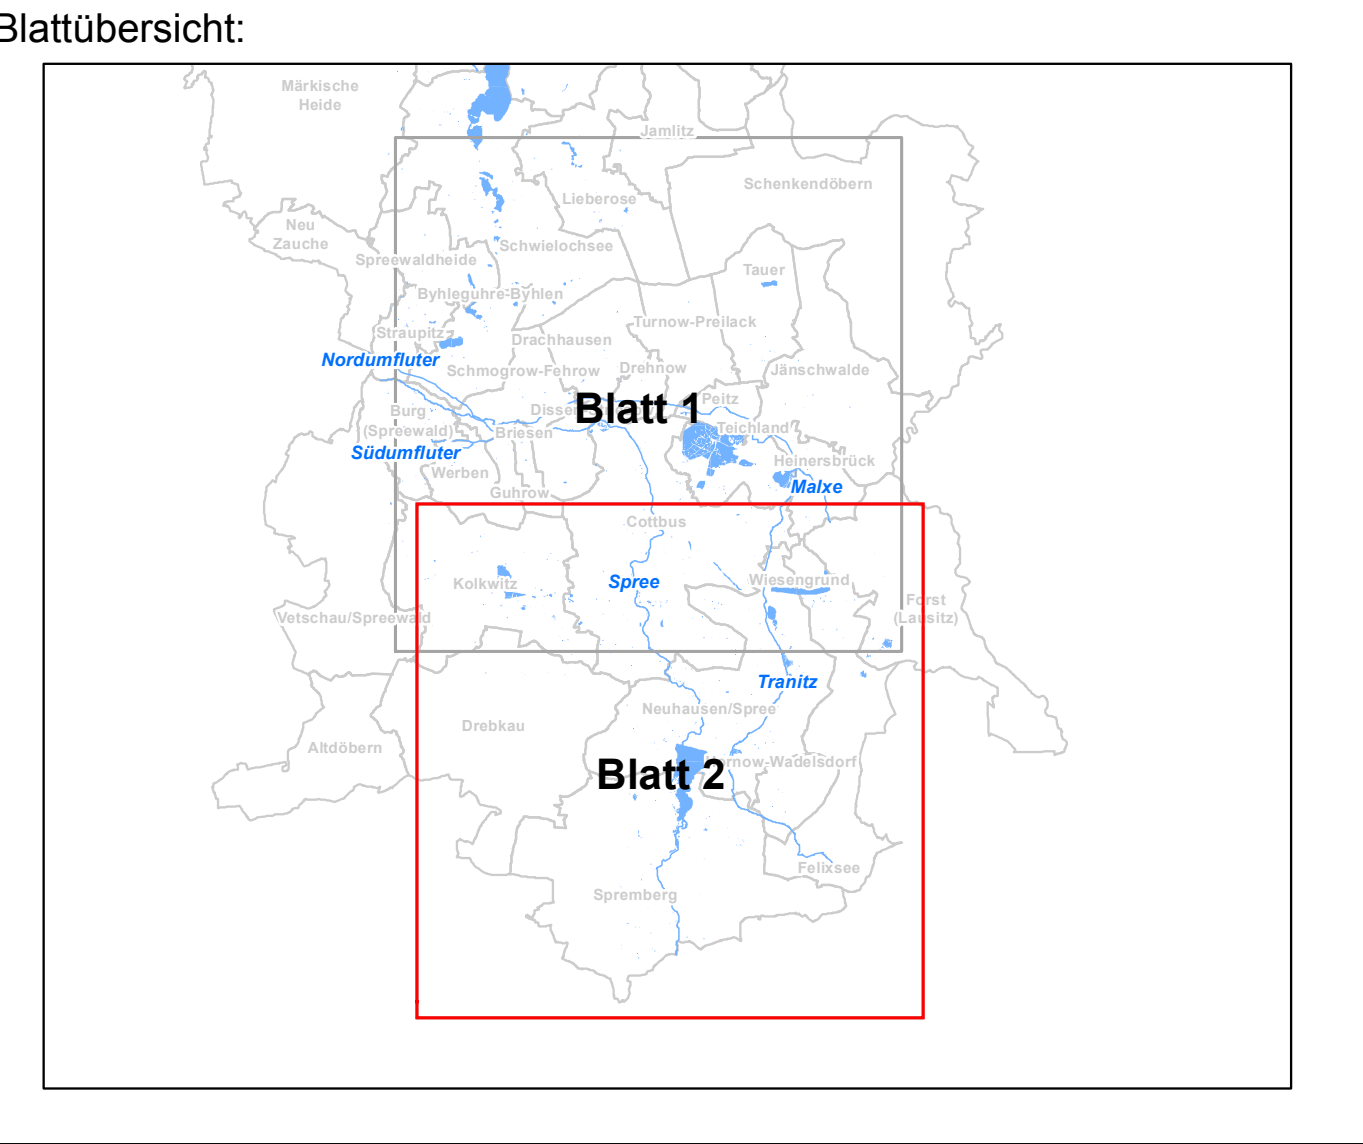 Blattübersicht:
Märkische
Heide
Jamlitz
Schenkendöbern
Lieberose
Neu
Zauche
Schwielochsee
Spreewaldheide
Tauer
Byhleguhre-Byhlen
Turnow-Preilack
Straupitz
Drachhausen
Nordumfluter
Schmogrow-Fehrow
Drehnow
Jänschwalde
Peitz
Burg
(Spreewald)
Blatt 1
Teichland
Briesen
Südumfluter
Heinersbrück
Werben
Malxe
Guhrow
Cottbus
Kolkwitz
Spree
Wiesengrund
Forst
(Lausitz)
Vetschau/Spreewald
Tranitz
Neuhausen/Spree
Drebkau
Altdöbern
Blatt 2
Felixsee
Spremberg